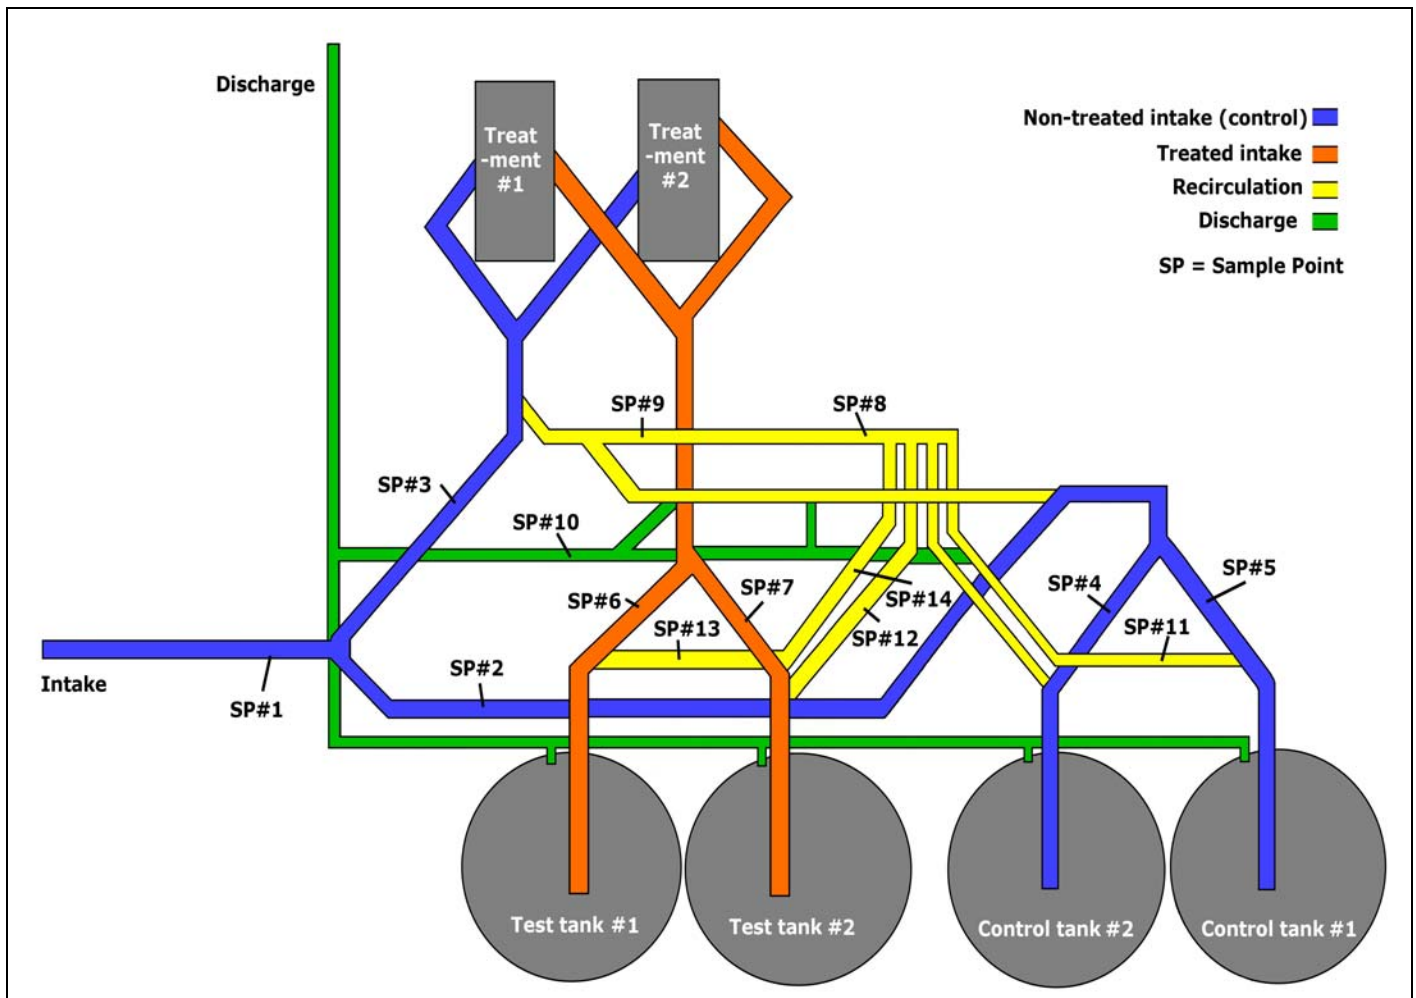 Discharge
Treat
-ment
#1
Treat
-ment
#2
Non-treated intake (control)
Treated intake
Recirculation
Discharge
SP = Sample Point
SP#9
SP#8
SP#3
SP#10
SP#6
SP#7
SP#14
SP#13
SP#12
SP#4
SP#5
SP#11
SP#2
Intake
SP#1
Test tank #1
Test tank #2
Control tank #2
Control tank #1